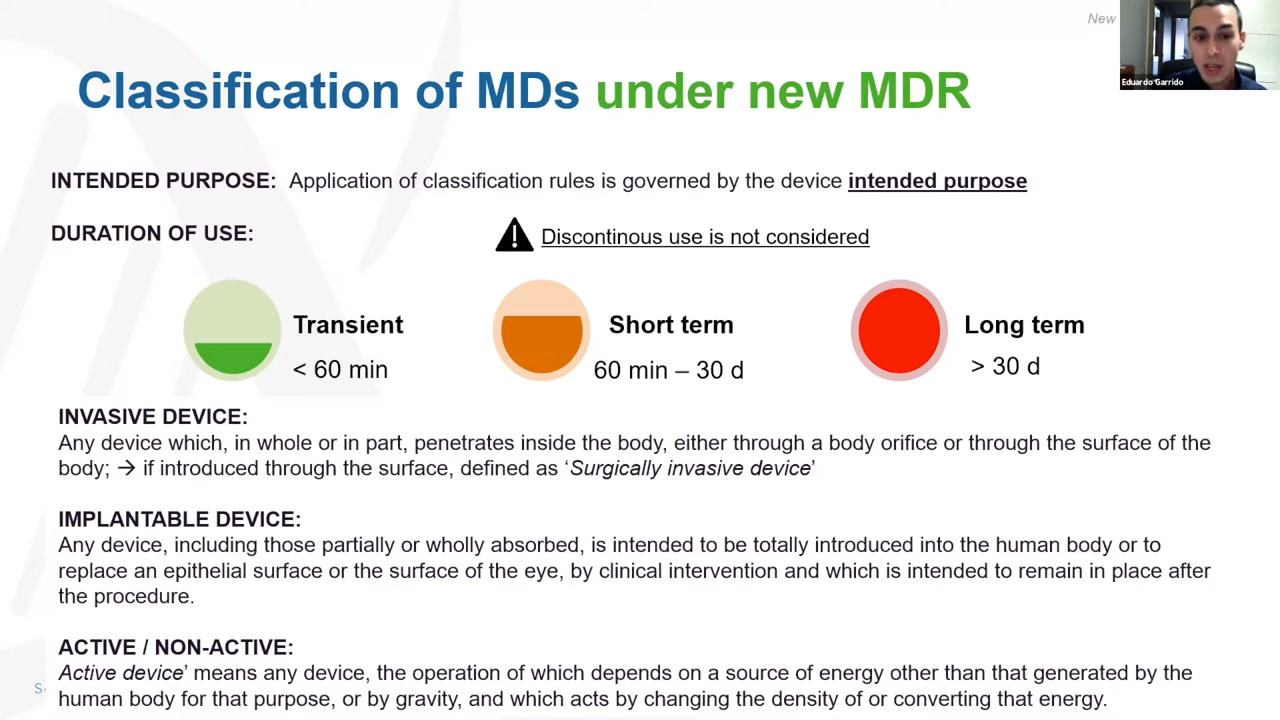 New
Eduardo Garrido
Classification of MDs under new MDR
INTENDED PURPOSE: Application of classification rules is governed by the device intended purpose
DURATION OF USE:
Discontinous use is not considered
Transient
< 60 min
Short term
60 min – 30 d
Long term
> 30 d
INVASIVE DEVICE:
Any device which, in whole or in part, penetrates inside the body, either through a body orifice or through the surface of the
body; → if introduced through the surface, defined as ‘Surgically invasive device’
IMPLANTABLE DEVICE:
Any device, including those partially or wholly absorbed, is intended to be totally introduced into the human body or to
replace an epithelial surface or the surface of the eye, by clinical intervention and which is intended to remain in place after
the procedure.
ACTIVE / NON-ACTIVE:
Active device’ means any device, the operation of which depends on a source of energy other than that generated by the
human body for that purpose, or by gravity, and which acts by changing the density of or converting that energy.